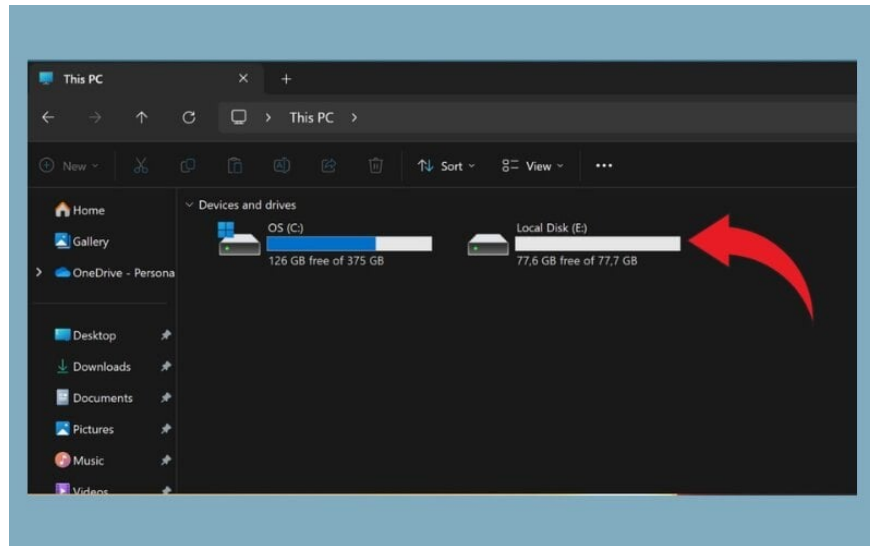 This PC
This PC
New
Sort
View
Home
Gallery
OneDrive - Persona
Desktop
Downloads
Documents
Pictures
Music
Videos
Devices and drives
OS (C:)
126 GB free of 375 GB
Local Disk (E:)
77,6 GB free of 77,7 GB